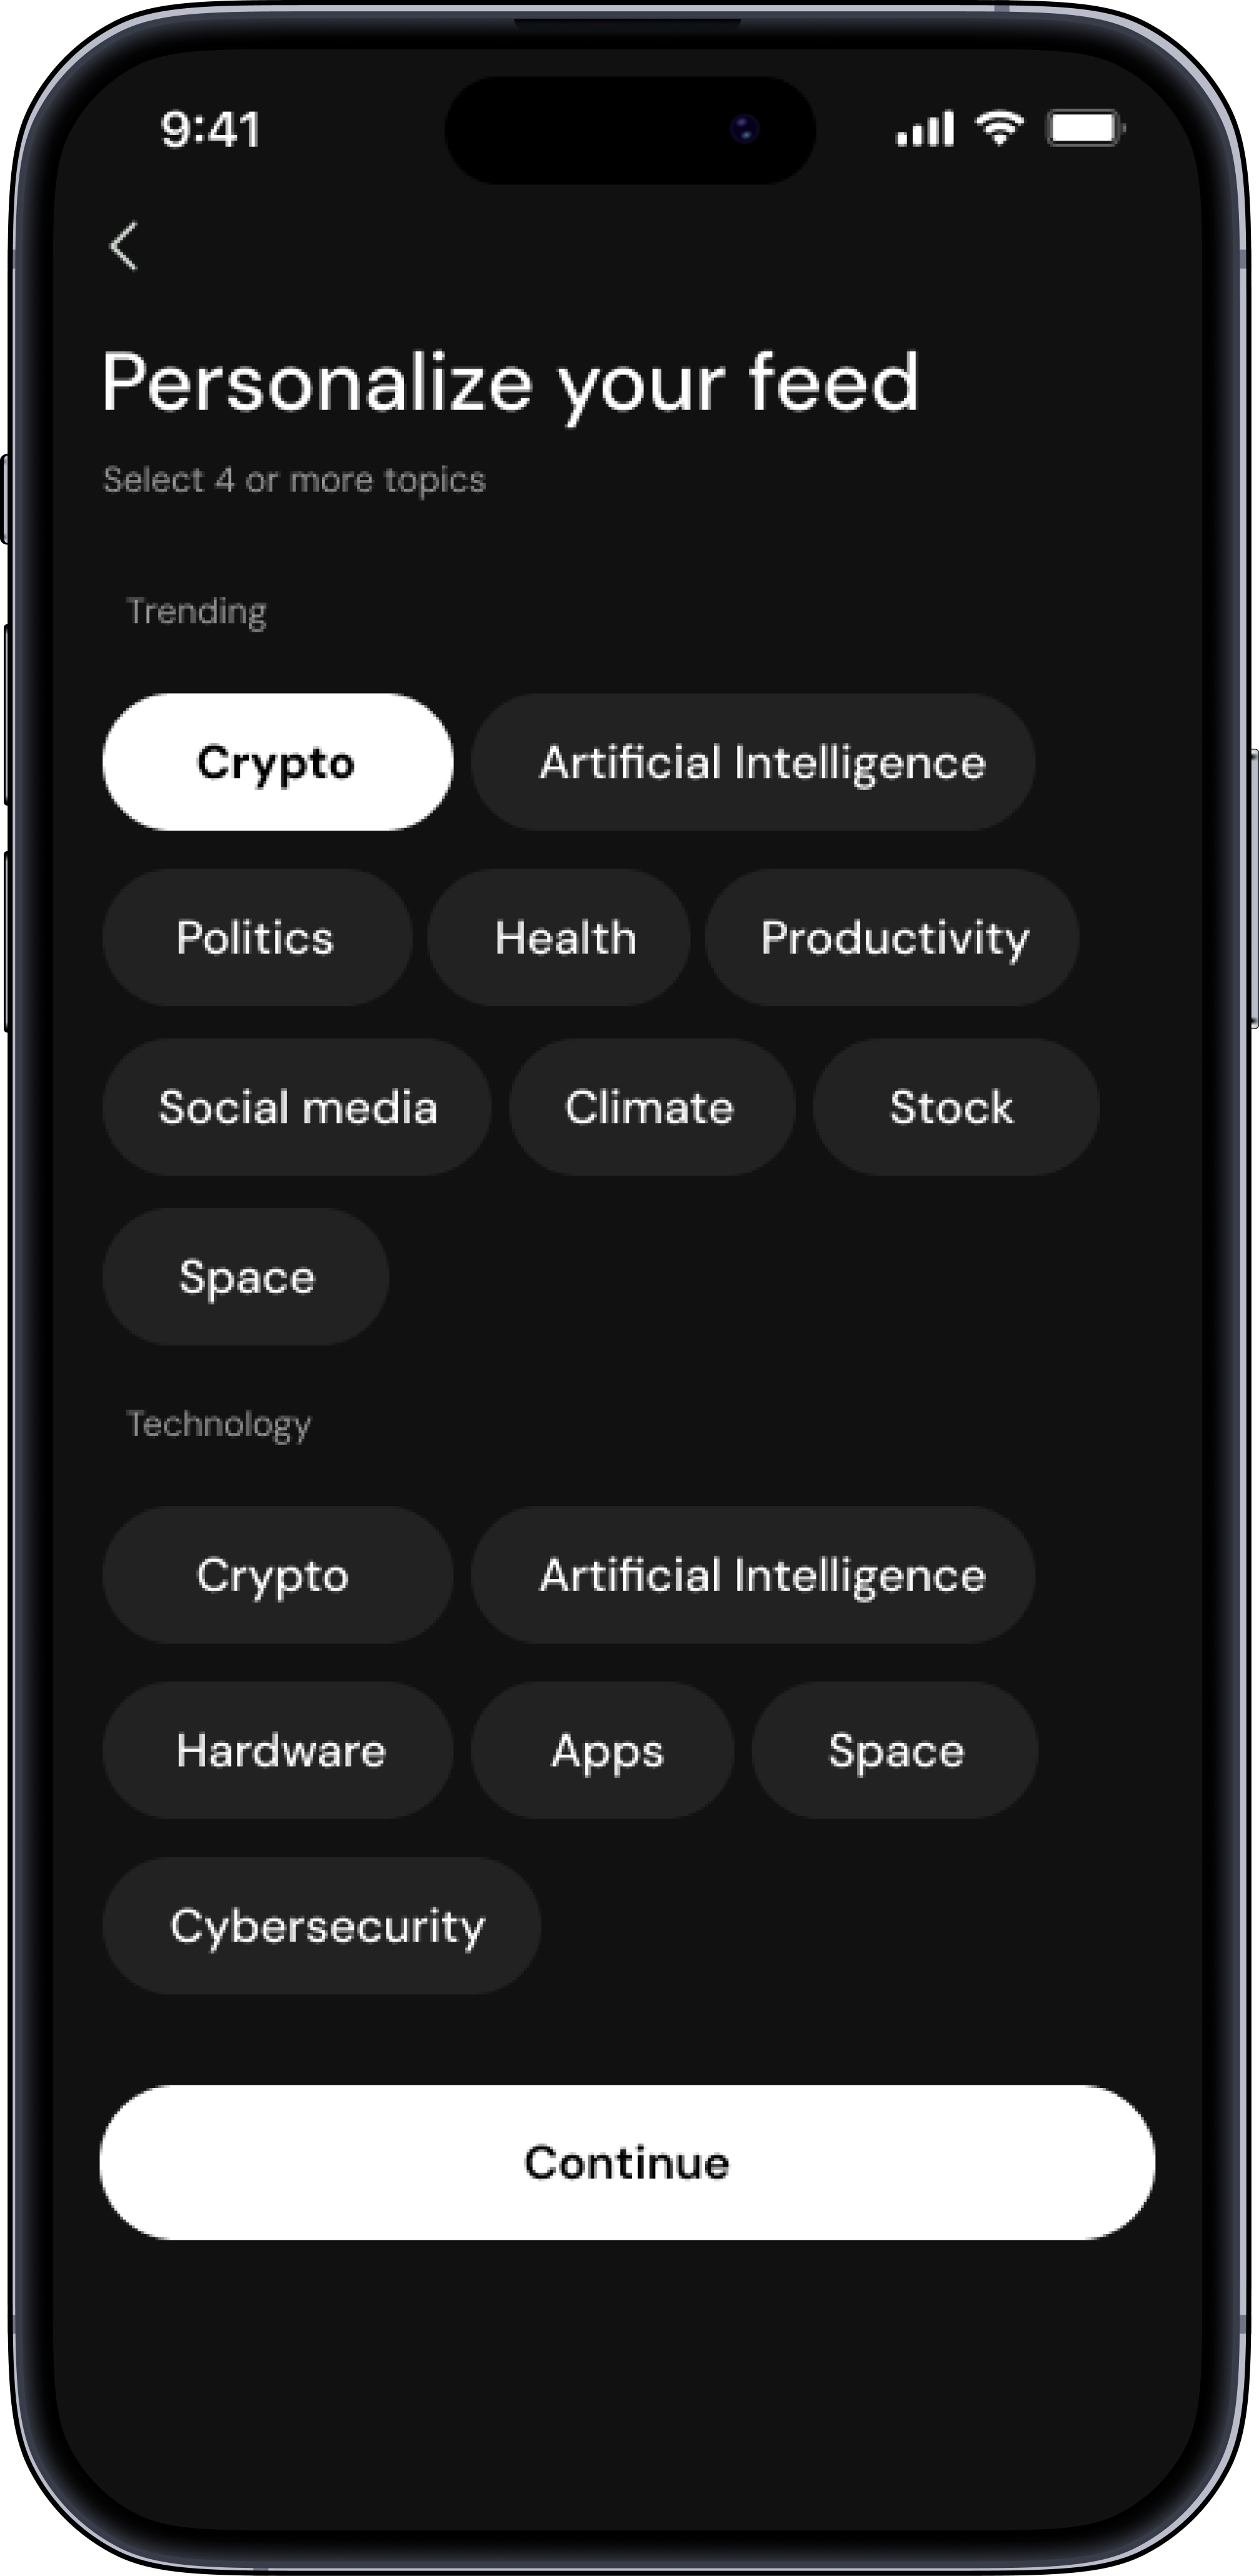 9:41
Personalize your feed
Select 4 or more topics
Trending
Crypto Artificial Intelligence
Politics Health Productivity
Social media Climate Stock
Space
Technology
Crypto Artificial Intelligence
Hardware Apps Space
Cybersecurity
Continue